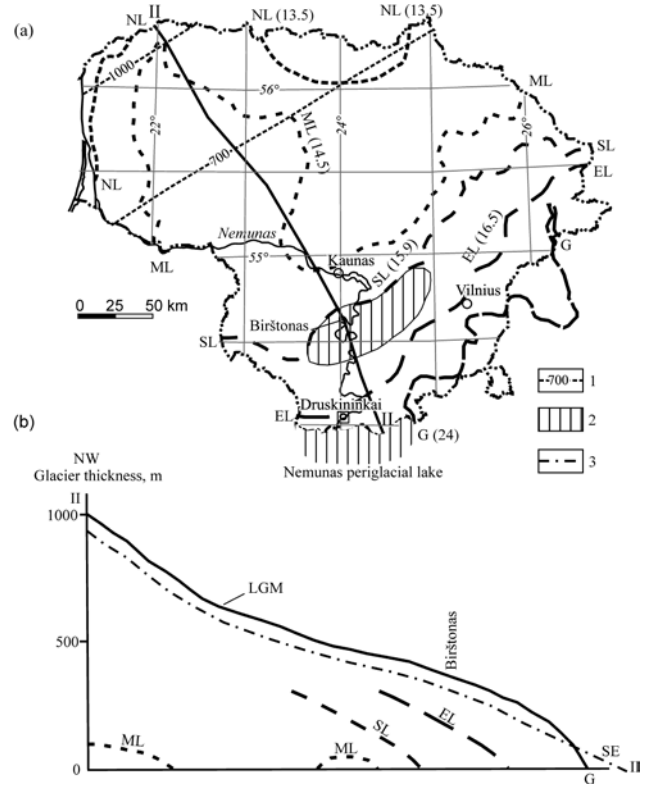 (a)
NL II
NL (13.5)
NL (13.5)
1000
56°
ML
22°
24°
26°
ML (14.5)
700
SL
EL
NL
Nemunas
G
ML
55°
Kaunas
SL (15.9)
EL (16.5)
0 25 50 km
Vilnius
Birštonas
SL
700 1
Druskininkai
2
EL
II
G (24)
3
Nemunas periglacial lake
(b)
NW
Glacier thickness, m
II
1000
LGM
Birštonas
500
SL
EL
ML
ML
SE
0
G
II